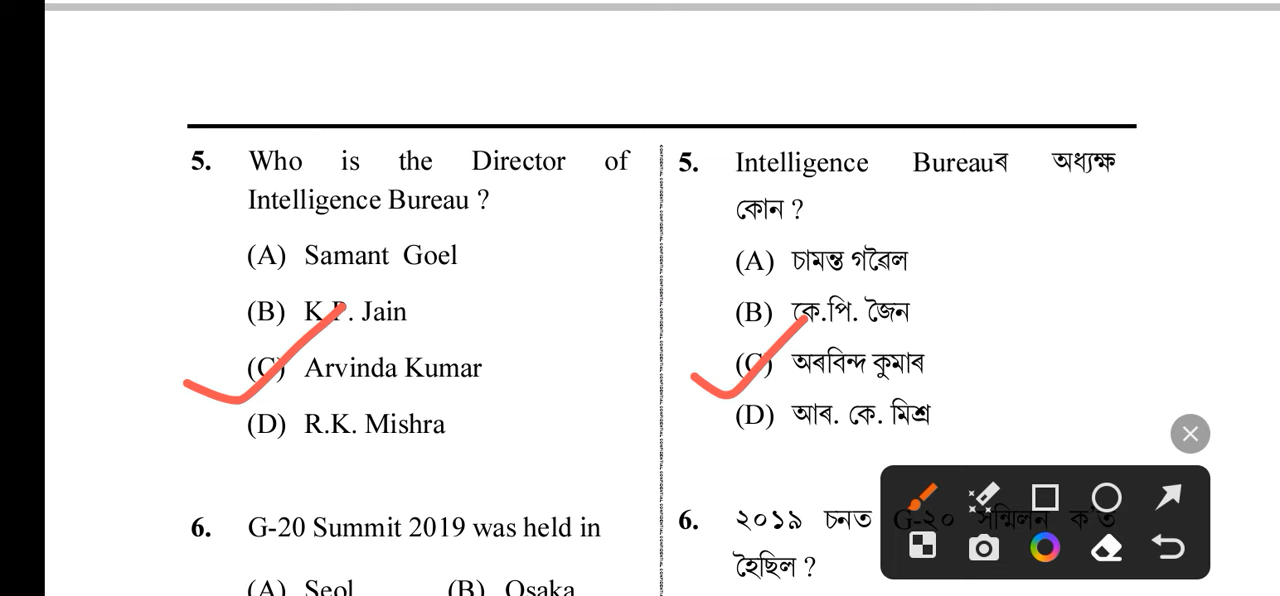 5. Who is the Director of
Intelligence Bureau ?
(A) Samant Goel
(B) K.P. Jain
(C) Arvinda Kumar
(D) R.K. Mishra
6. G-20 Summit 2019 was held in
(A) Seol (B) Osaka
5. Intelligence Bureauৰ অধ্যক্ষ
কোন ?
(A) চামন্ত গৱৈল
(B) কে.পি. জৈন
(C) অৰবিন্দ কুমাৰ
(D) আৰ. কে. মিশ্ৰ
6. ২০১৯ চনত G-২০ সন্মিলন ক'ত
হৈছিল ?